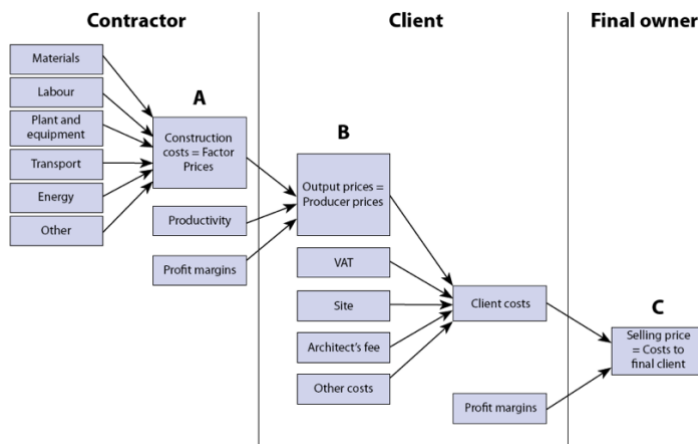 Contractor
Client
Final owner
Materials
Labour
Plant and
equipment
Transport
Energy
Other
A
Construction
costs = Factor
Prices
Productivity
Profit margins
B
Output prices =
Producer prices
VAT
Site
Architect's fee
Other costs
Client costs
C
Selling price
= Costs to
final client
Profit margins